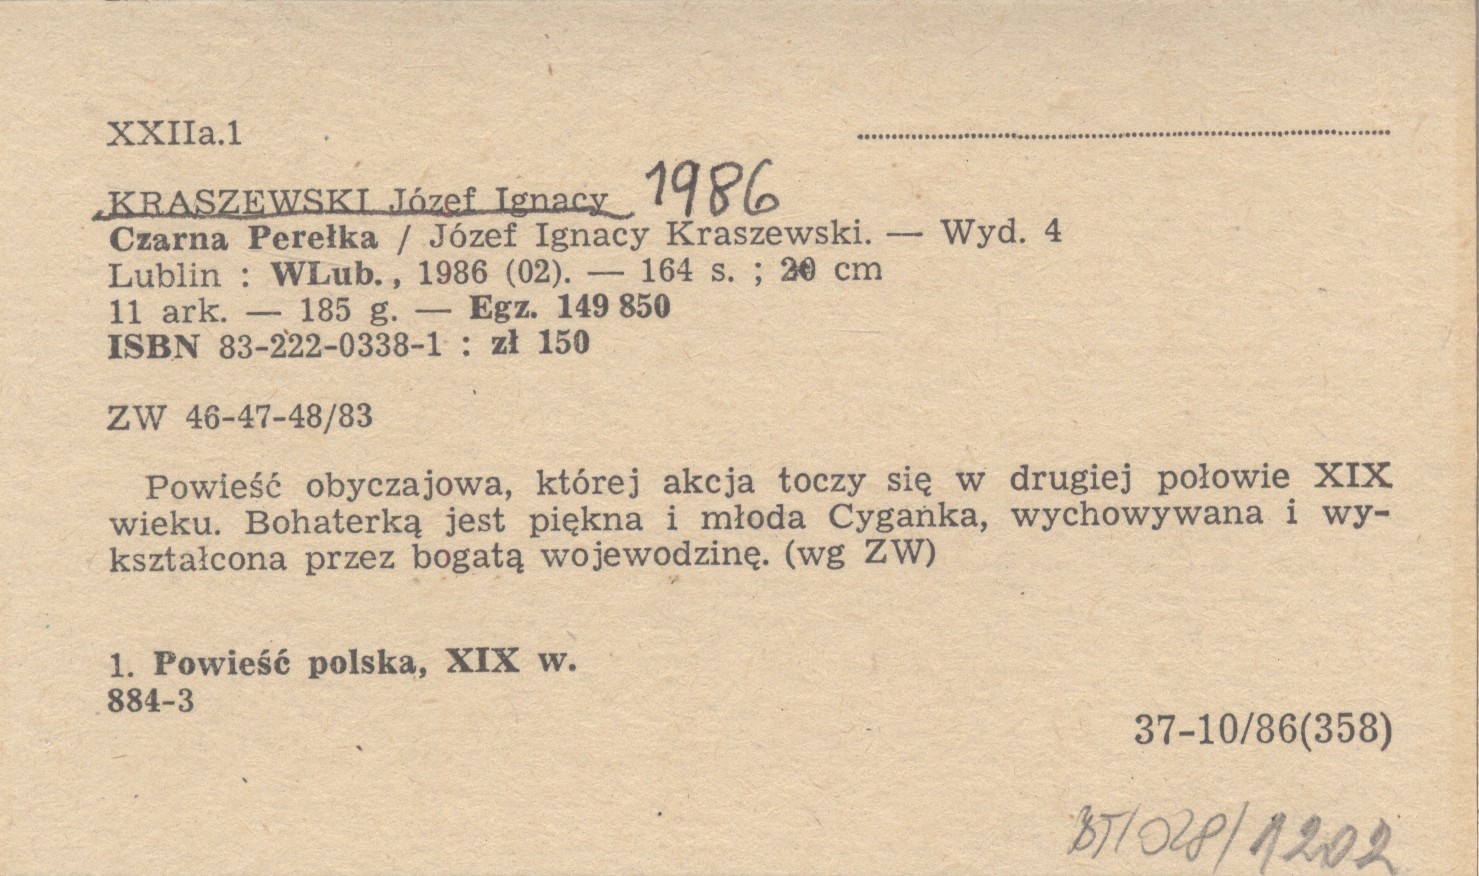 XXIIa.1
KRASZEWSKI Józef Ignacy 1986
Czarna Perełka / Józef Ignacy Kraszewski. — Wyd. 4
Lublin : WLub., 1986 (02). — 164 s. ; 20 cm
11 ark. — 185 g. — Egz. 149 850
ISBN 83-222-0338-1 : zł 150
ZW 46-47-48/83
Powieść obyczajowa, której akcja toczy się w drugiej połowie XIX
wieku. Bohaterką jest piękna i młoda Cyganka, wychowywana i wy-
kształcona przez bogatą wojewodzinę. (wg ZW)
1. Powieść polska, XIX w.
884-3
37-10/86(358)
BT/028/1202